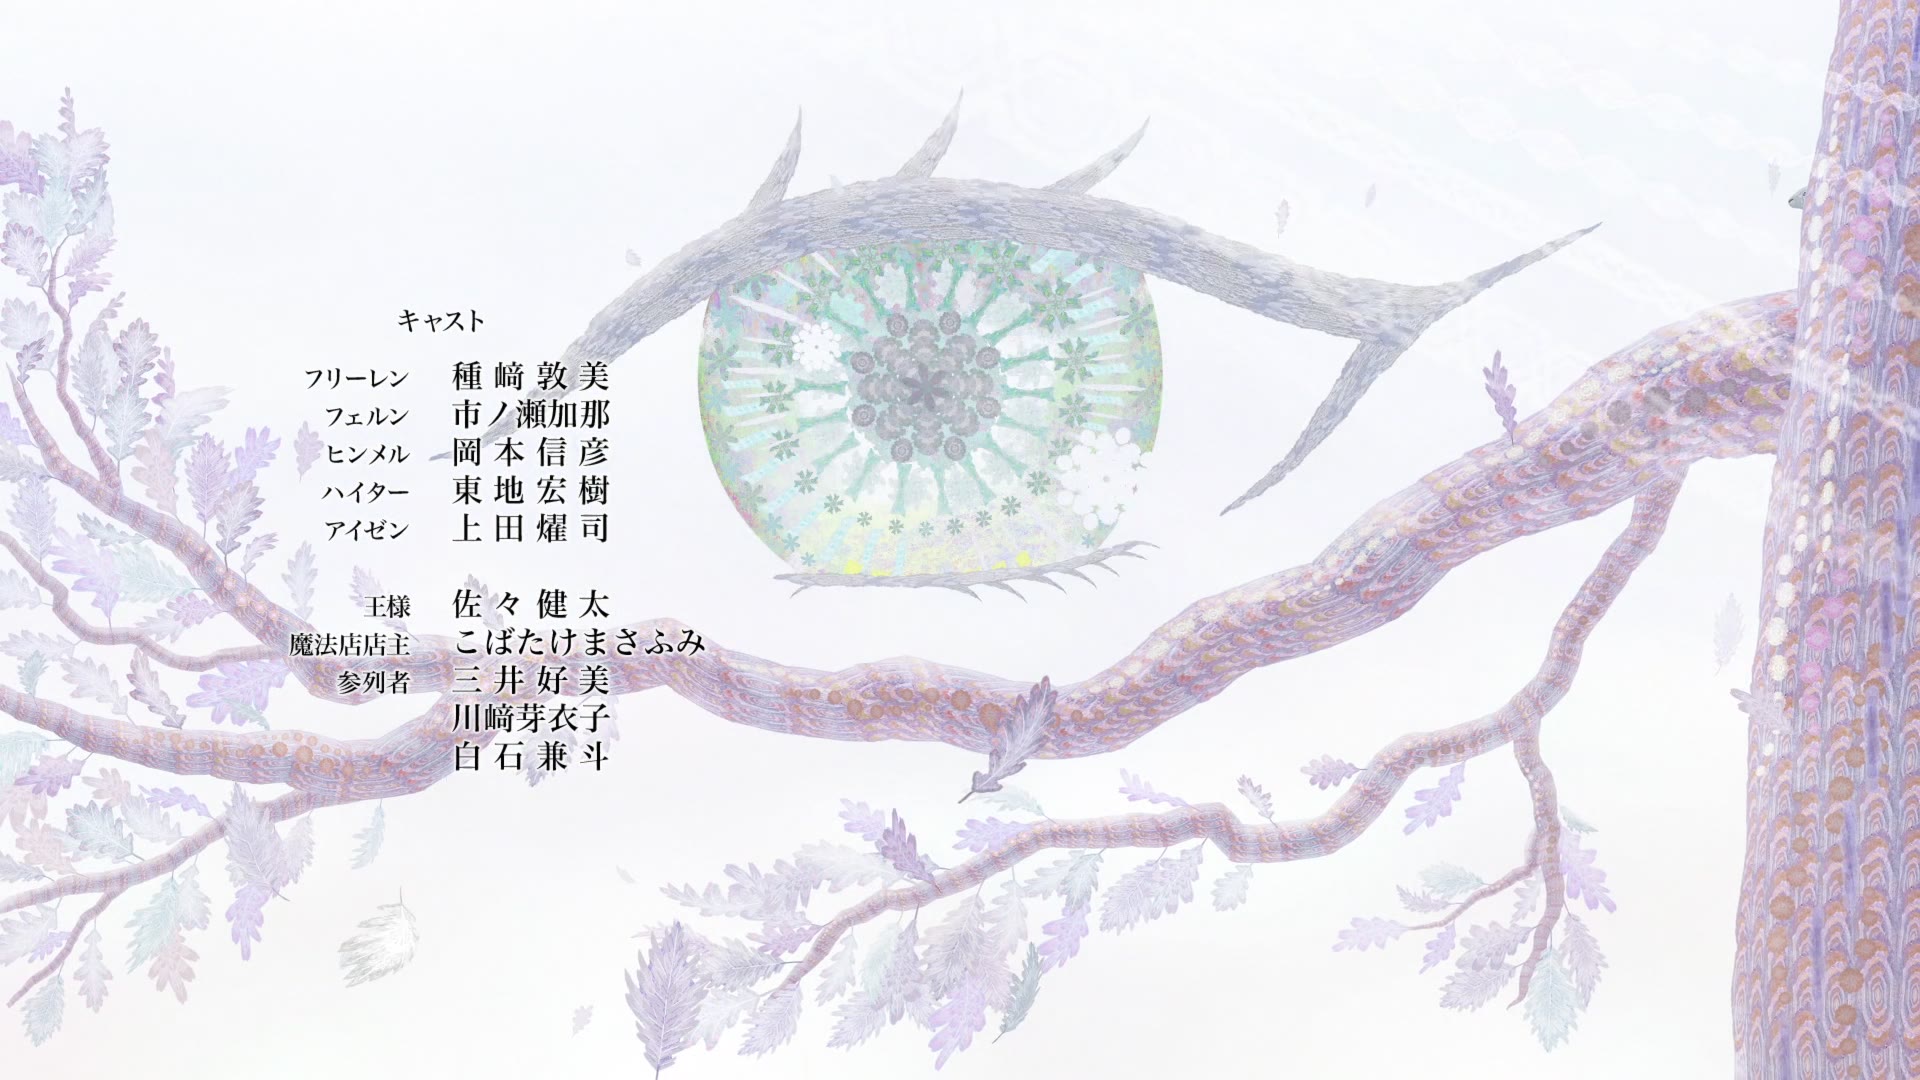 キャスト
フリーレン 種﨑敦美
フェルン 市ノ瀬加那
ヒンメル 岡本信彦
ハイター 東地宏樹
アイゼン 上田燿司
王様 佐々健太
魔法店店主 こばたけまさふみ
参列者 三井好美
川﨑芽衣子
白石兼斗